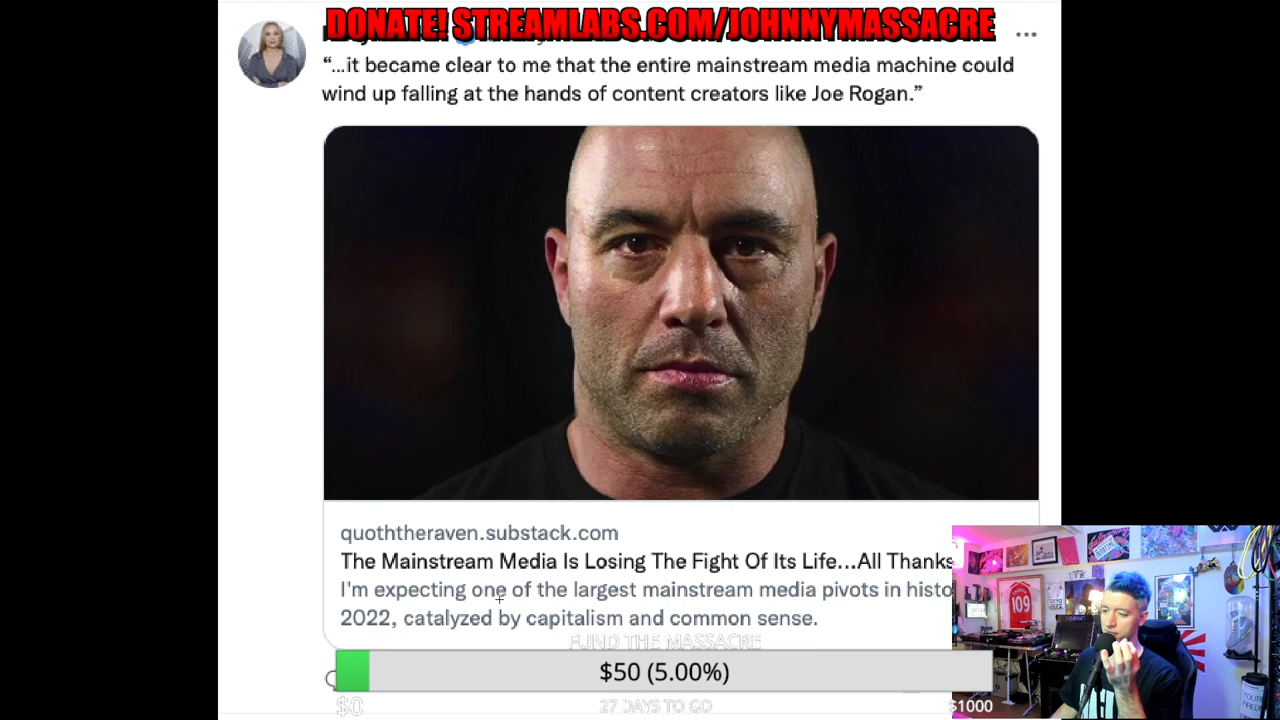 DONATE! STREAMLABS.COM/JOHNNYMASSACRE
“...it became clear to me that the entire mainstream media machine could
wind up falling at the hands of content creators like Joe Rogan.”
quoththeraven.substack.com
The Mainstream Media Is Losing The Fight Of Its Life...All Thanks
I'm expecting one of the largest mainstream media pivots in histo
2022, catalyzed by capitalism and common sense.
FUND THE MASSACRE
$50 (5.00%)
$0 27 DAYS TO GO $1000
109